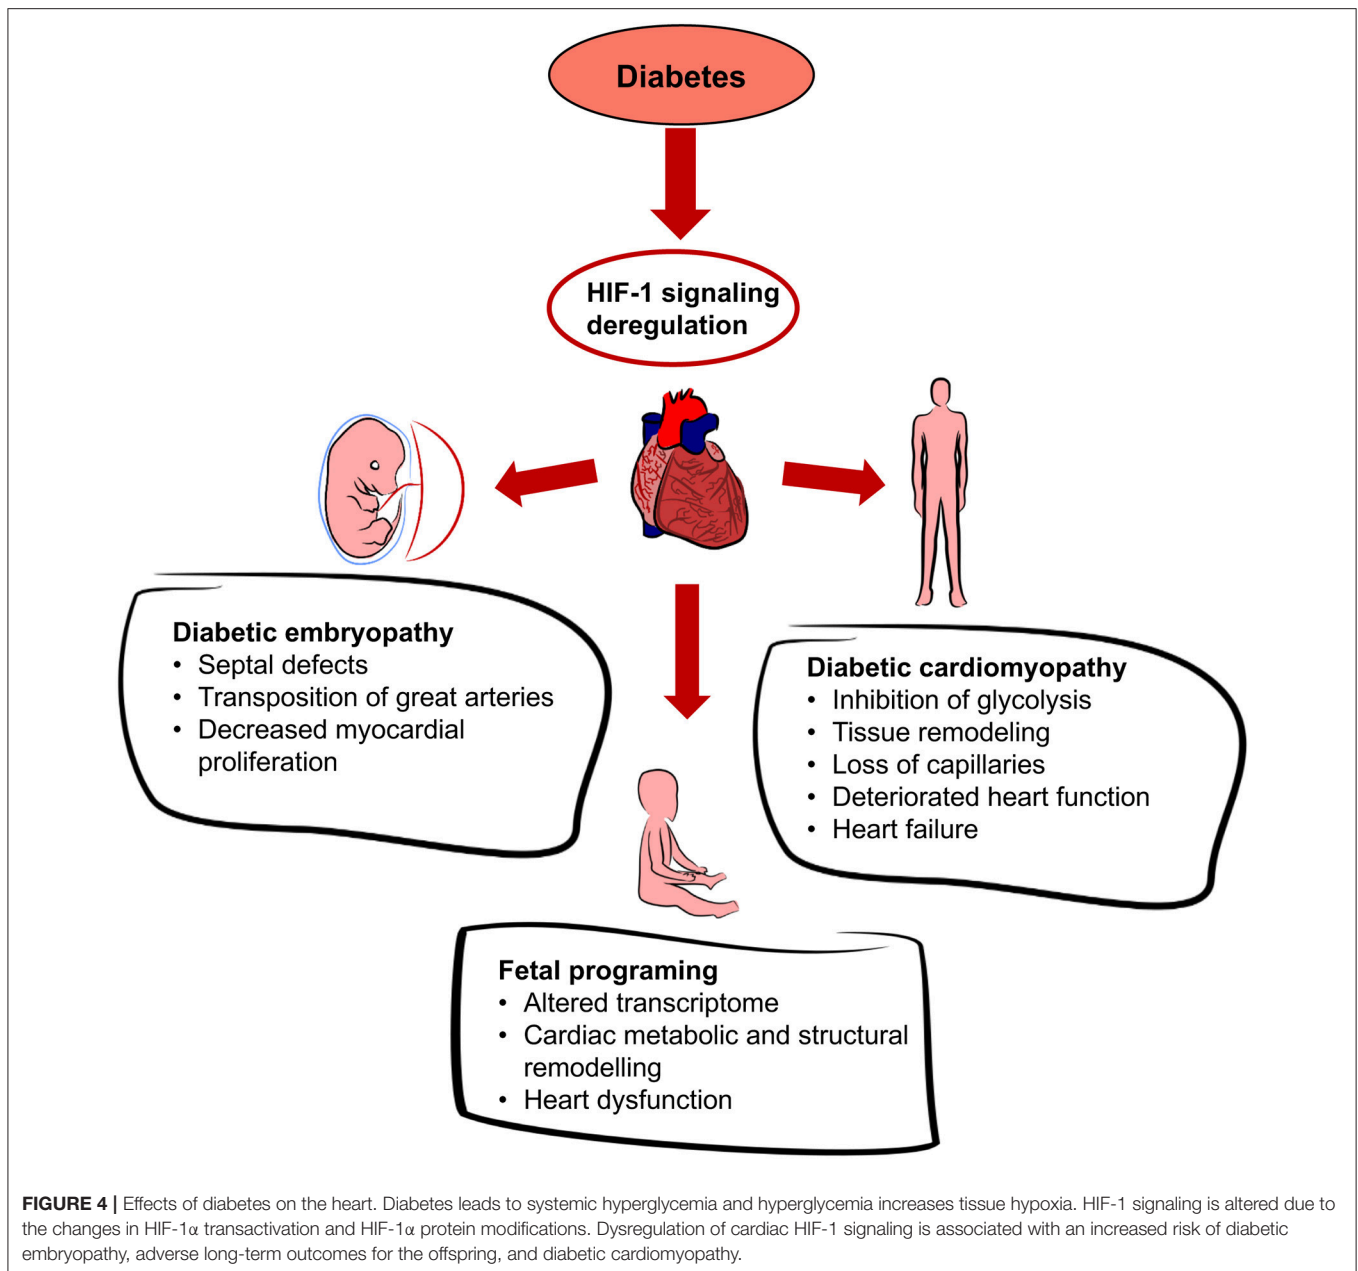 Diabetes
HIF-1 signaling
deregulation
Diabetic embryopathy
• Septal defects
• Transposition of great arteries
• Decreased myocardial
proliferation
Diabetic cardiomyopathy
• Inhibition of glycolysis
• Tissue remodeling
• Loss of capillaries
• Deteriorated heart function
• Heart failure
Fetal programing
• Altered transcriptome
• Cardiac metabolic and structural
remodelling
• Heart dysfunction
FIGURE 4 | Effects of diabetes on the heart. Diabetes leads to systemic hyperglycemia and hyperglycemia increases tissue hypoxia. HIF-1 signaling is altered due to
the changes in HIF-1α transactivation and HIF-1α protein modifications. Dysregulation of cardiac HIF-1 signaling is associated with an increased risk of diabetic
embryopathy, adverse long-term outcomes for the offspring, and diabetic cardiomyopathy.